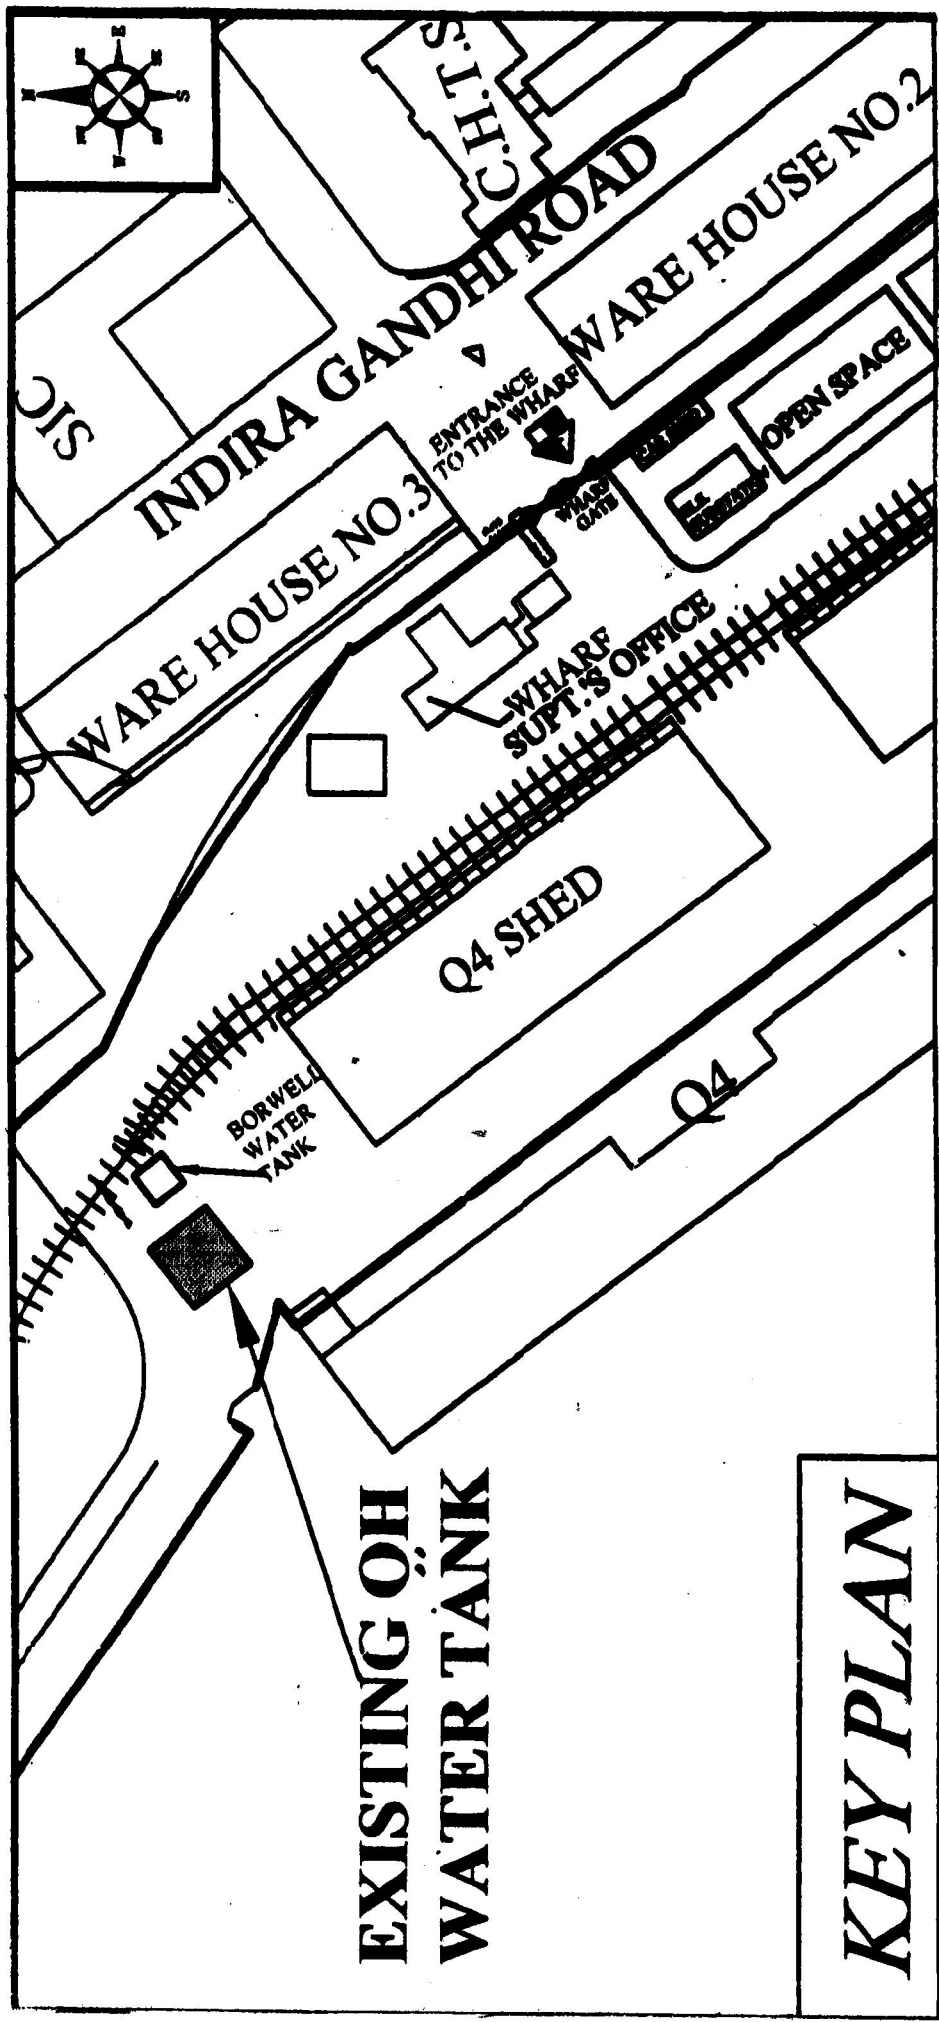 N
E
S
W
C.H.T.S
SIC
INDIRA GANDHI ROAD
WARE HOUSE NO.2
WARE HOUSE NO.3
ENTRANCE
TO THE WHARF
WHARF
GATE
OPEN SPACE
WHARF
SUPT.'S OFFICE
Q4 SHED
Q4
BORWELL
WATER
TANK
EXISTING OH
WATER TANK
KEY PLAN